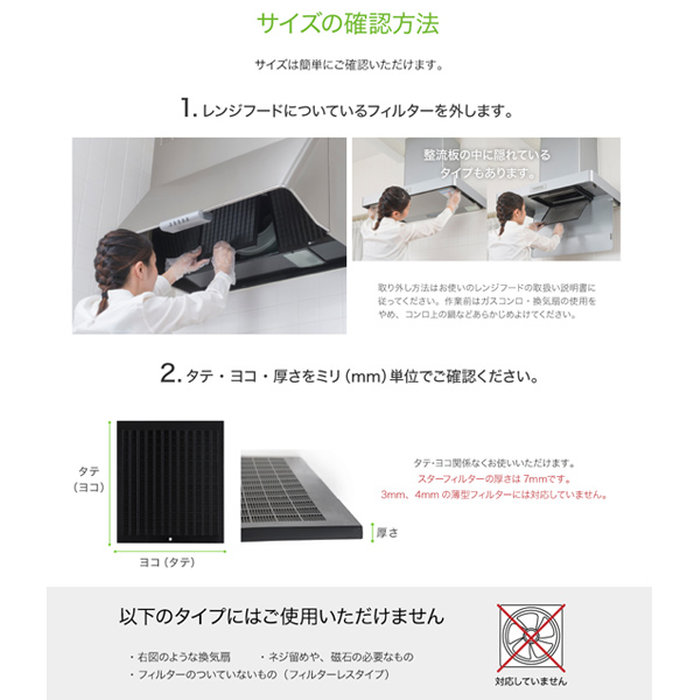 サイズの確認方法
サイズは簡単にご確認いただけます。
1. レンジフードについているフィルターを外します。
整流板の中に隠れている
タイプもあります。
取り外し方法はお使いのレンジフードの取扱い説明書に
従ってください。作業前はガスコンロ・換気扇の使用を
やめ、コンロ上の鍋などあらかじめよけてください。
2. タテ・ヨコ・厚さをミリ(mm)単位でご確認ください。
タテ
(ヨコ)
ヨコ(タテ)
厚さ
タテ・ヨコ関係なくお使いいただけます。
スターフィルターの厚さは7mmです。
3mm、4mmの薄型フィルターには対応していません。
以下のタイプにはご使用いただけません
・右図のような換気扇 ・ネジ留めや、磁石の必要なもの
・フィルターのついていないもの(フィルターレスタイプ)
対応していません